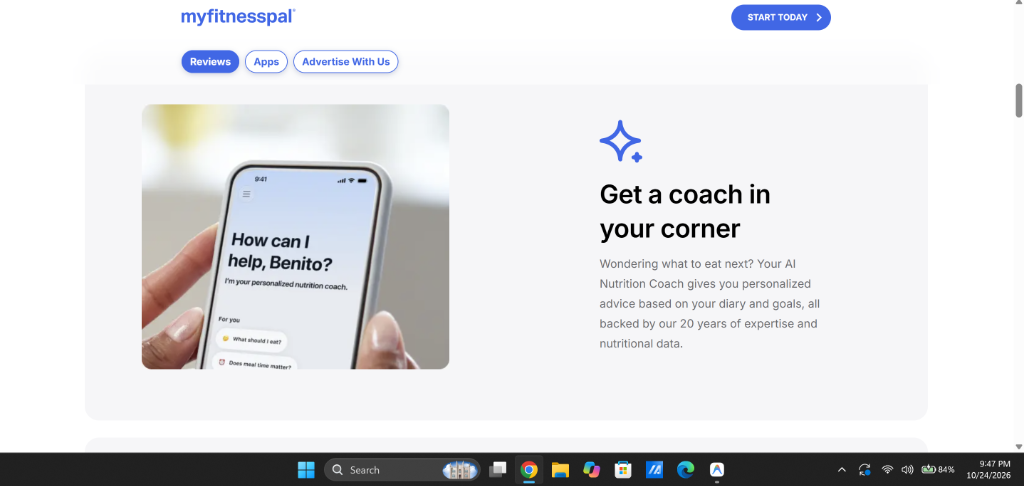 myfitnesspal
START TODAY
Reviews
Apps
Advertise With Us
9:41
How can I
help, Benito?
I'm your personalized nutrition coach.
For you
What should I eat?
Does meal time matter?
Get a coach in
your corner
Wondering what to eat next? Your AI
Nutrition Coach gives you personalized
advice based on your diary and goals, all
backed by our 20 years of expertise and
nutritional data.
Search
84%
9:47 PM
10/24/2026